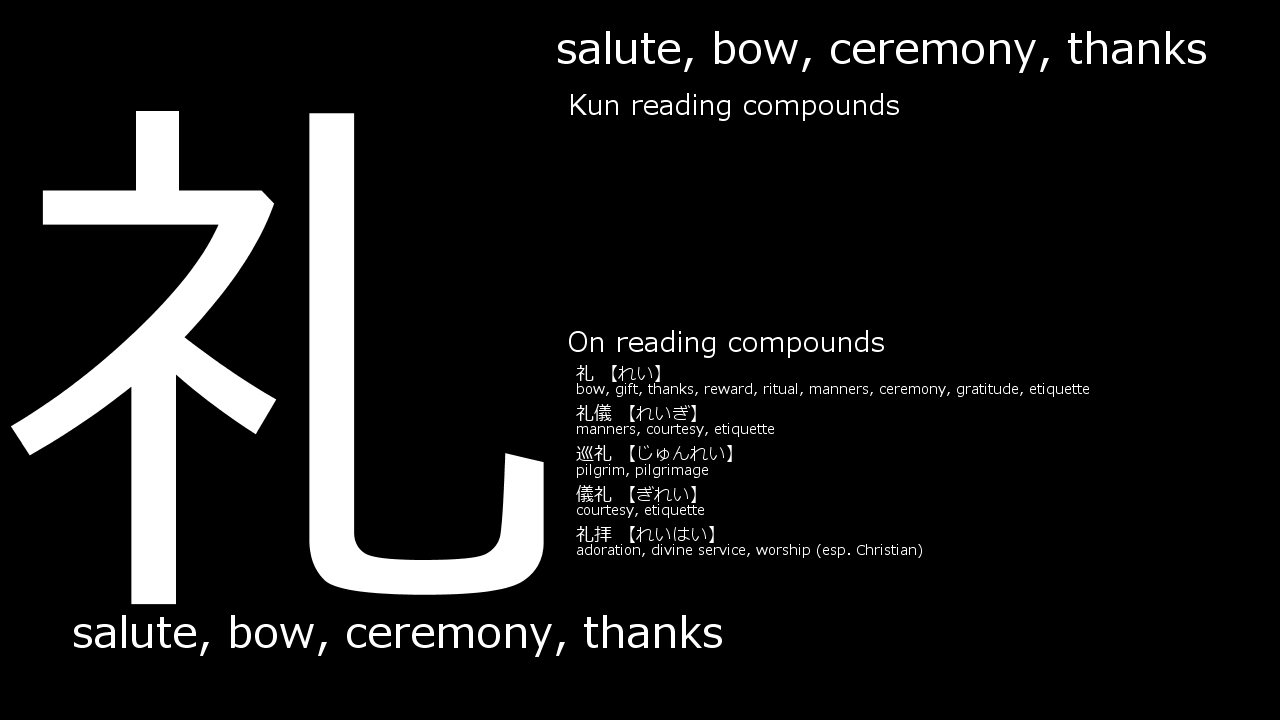 礼
salute, bow, ceremony, thanks
salute, bow, ceremony, thanks
Kun reading compounds
On reading compounds
礼 【れい】
bow, gift, thanks, reward, ritual, manners, ceremony, gratitude, etiquette
礼儀 【れいぎ】
manners, courtesy, etiquette
巡礼 【じゅんれい】
pilgrim, pilgrimage
儀礼 【ぎれい】
courtesy, etiquette
礼拝 【れいはい】
adoration, divine service, worship (esp. Christian)